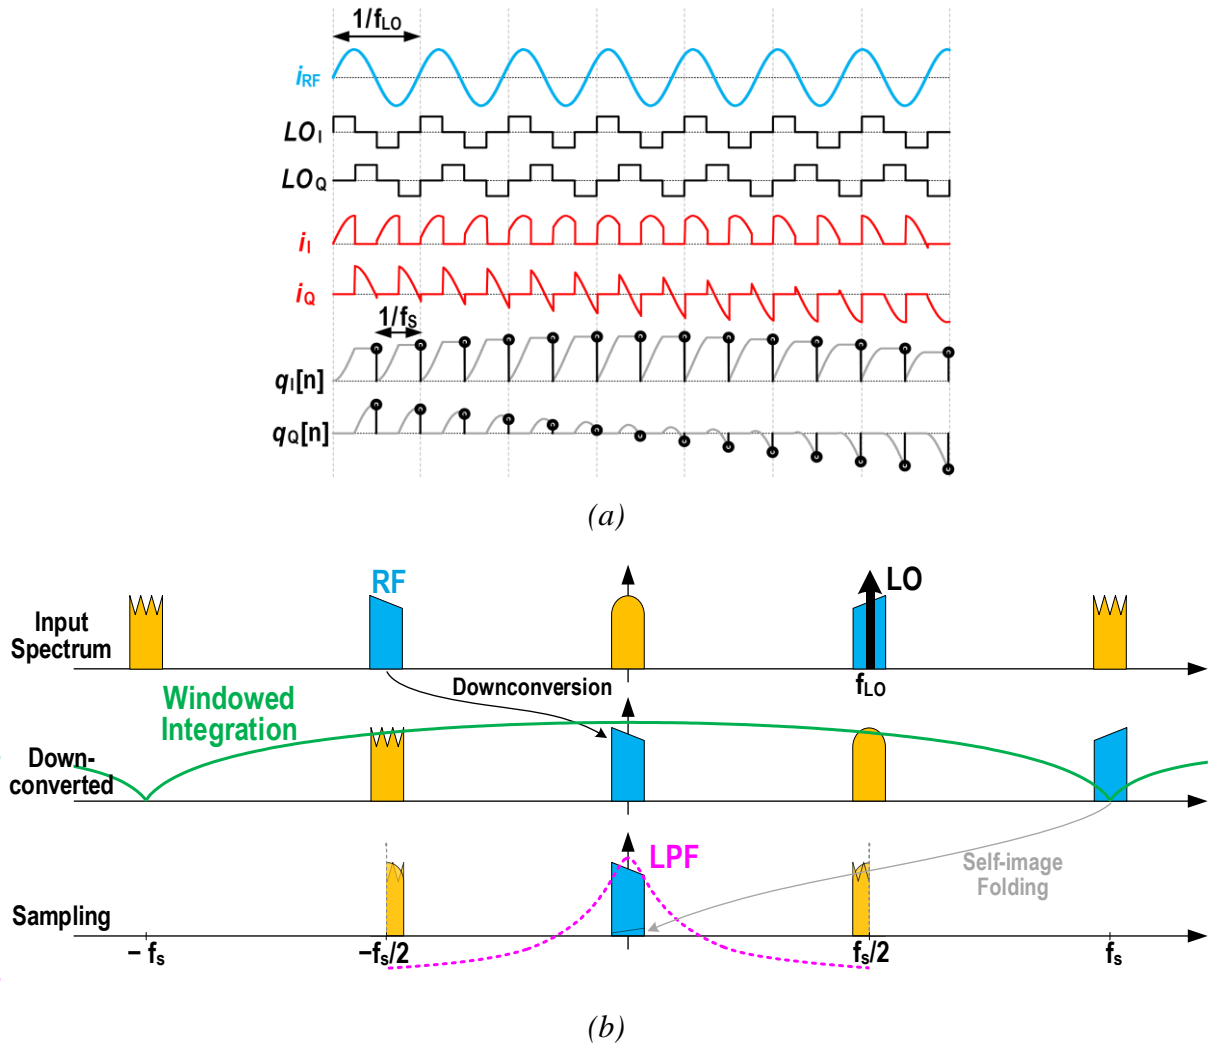 1/fLO
iRF
LOI
LOQ
iI
iQ
1/fS
qI[n]
qQ[n]
(a)
RF
LO
Input
Spectrum
Downconversion
fLO
Windowed
Integration
Down-
converted
LPF
Self-image
Folding
Sampling
– fs
–fs/2
fs/2
fs
(b)